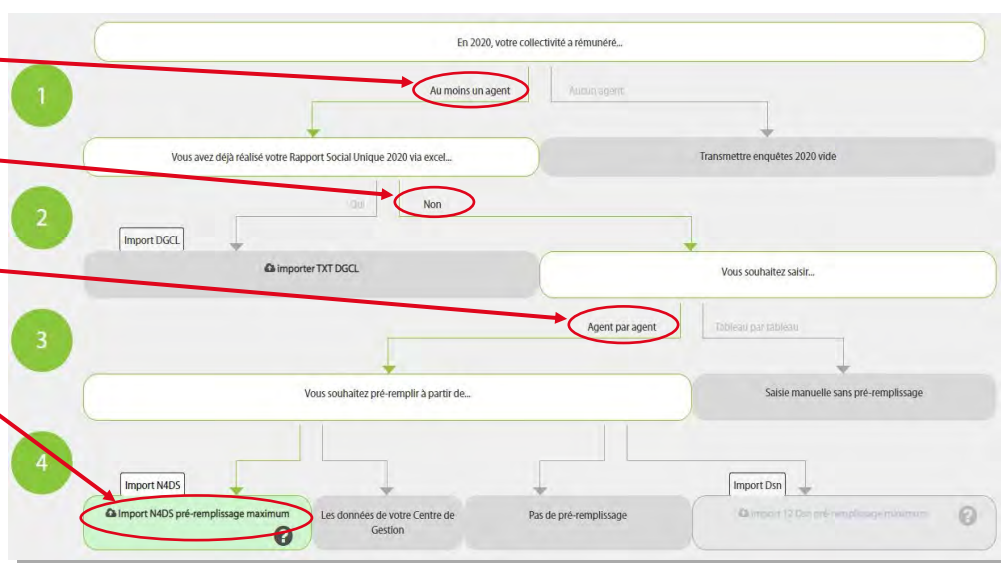 En 2020, votre collectivité a rémunéré...
1
Au moins un agent
Aucun agent
Vous avez déjà réalisé votre Rapport Social Unique 2020 via excel...
Transmettre enquêtes 2020 vide
2
Oui
Non
Import DGCL
importer TXT DGCL
Vous souhaitez saisir...
3
Agent par agent
Tableau par tableau
Vous souhaitez pré-remplir à partir de...
Saisie manuelle sans pré-remplissage
4
Import N4DS
Import Dsn
Import N4DS pré-remplissage maximum
?
Les données de votre Centre de
Gestion
Pas de pré-remplissage
Import 12 Dsn pré-remplissage maximum
?